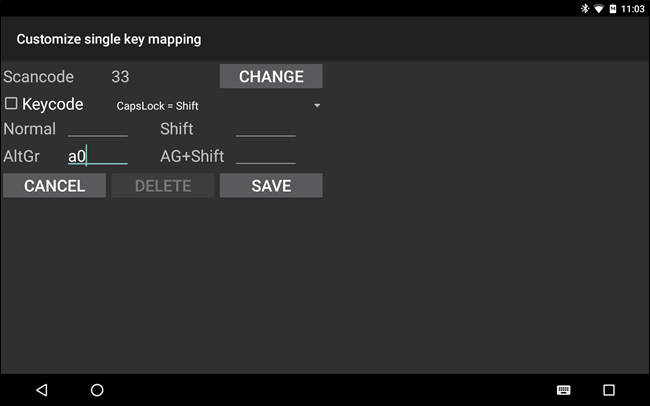 11:03
Customize single key mapping
Scancode 33 CHANGE
Keycode CapsLock = Shift
Normal Shift
AltGr a0 AG+Shift
CANCEL DELETE SAVE